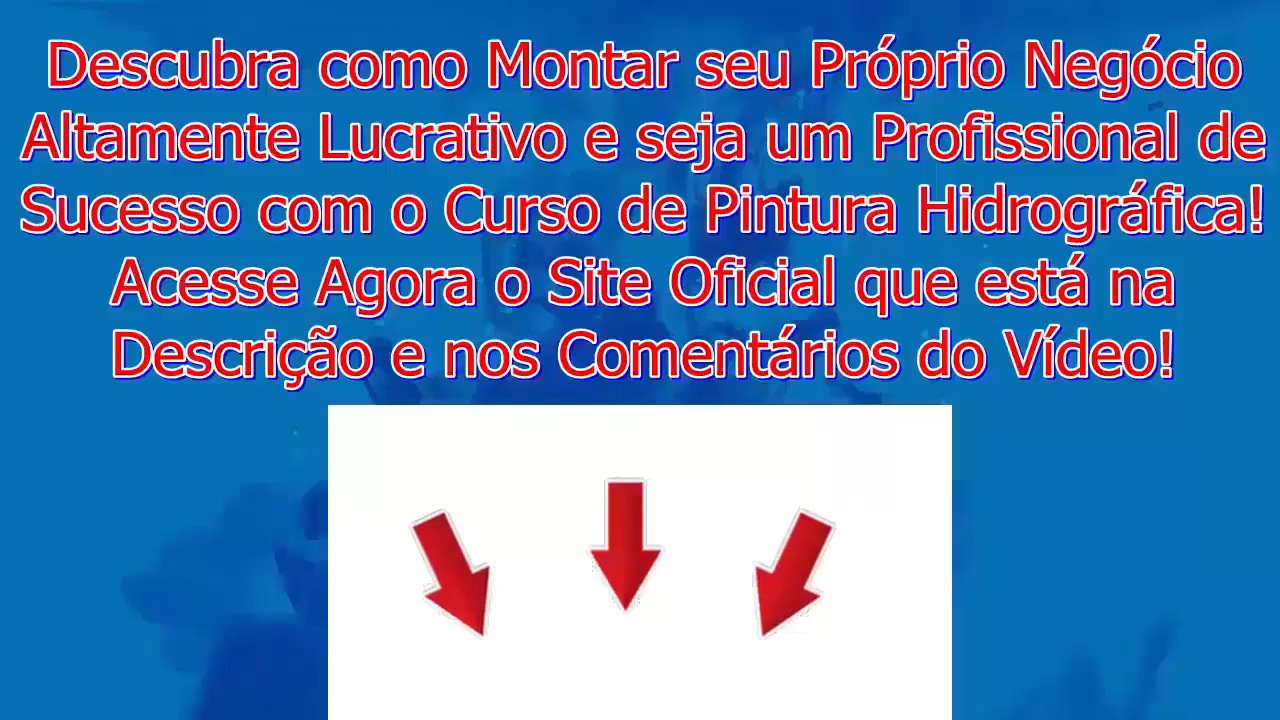 Descubra como Montar seu Próprio Negócio
Altamente Lucrativo e seja um Profissional de
Sucesso com o Curso de Pintura Hidrográfica!
Acesse Agora o Site Oficial que está na
Descrição e nos Comentários do Vídeo!